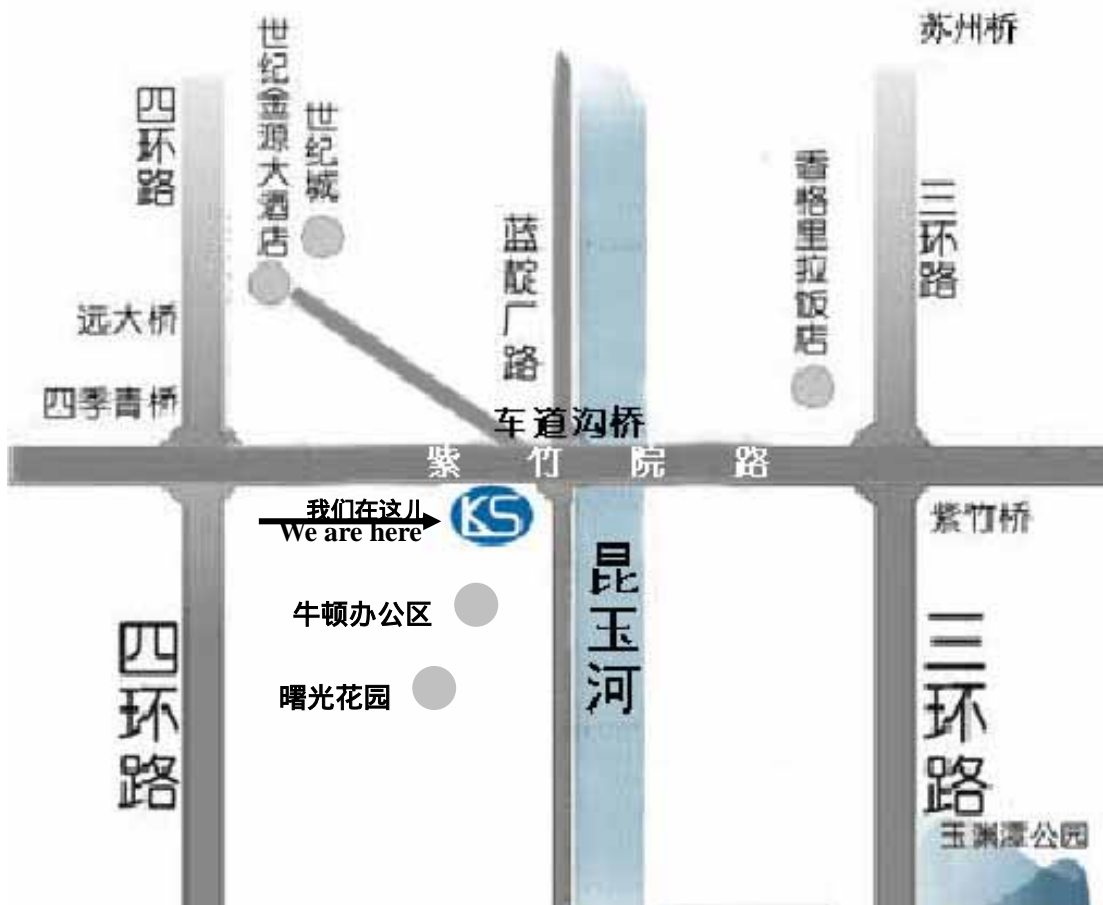 苏州桥
世纪金源大酒店
世纪城
四环路
香格里拉饭店
三环路
蓝靛厂路
远大桥
四季青桥
车道沟桥
紫竹院路
我们在这儿
We are here
KS
紫竹桥
昆玉河
牛顿办公区
四环路
三环路
曙光花园
玉渊潭公园